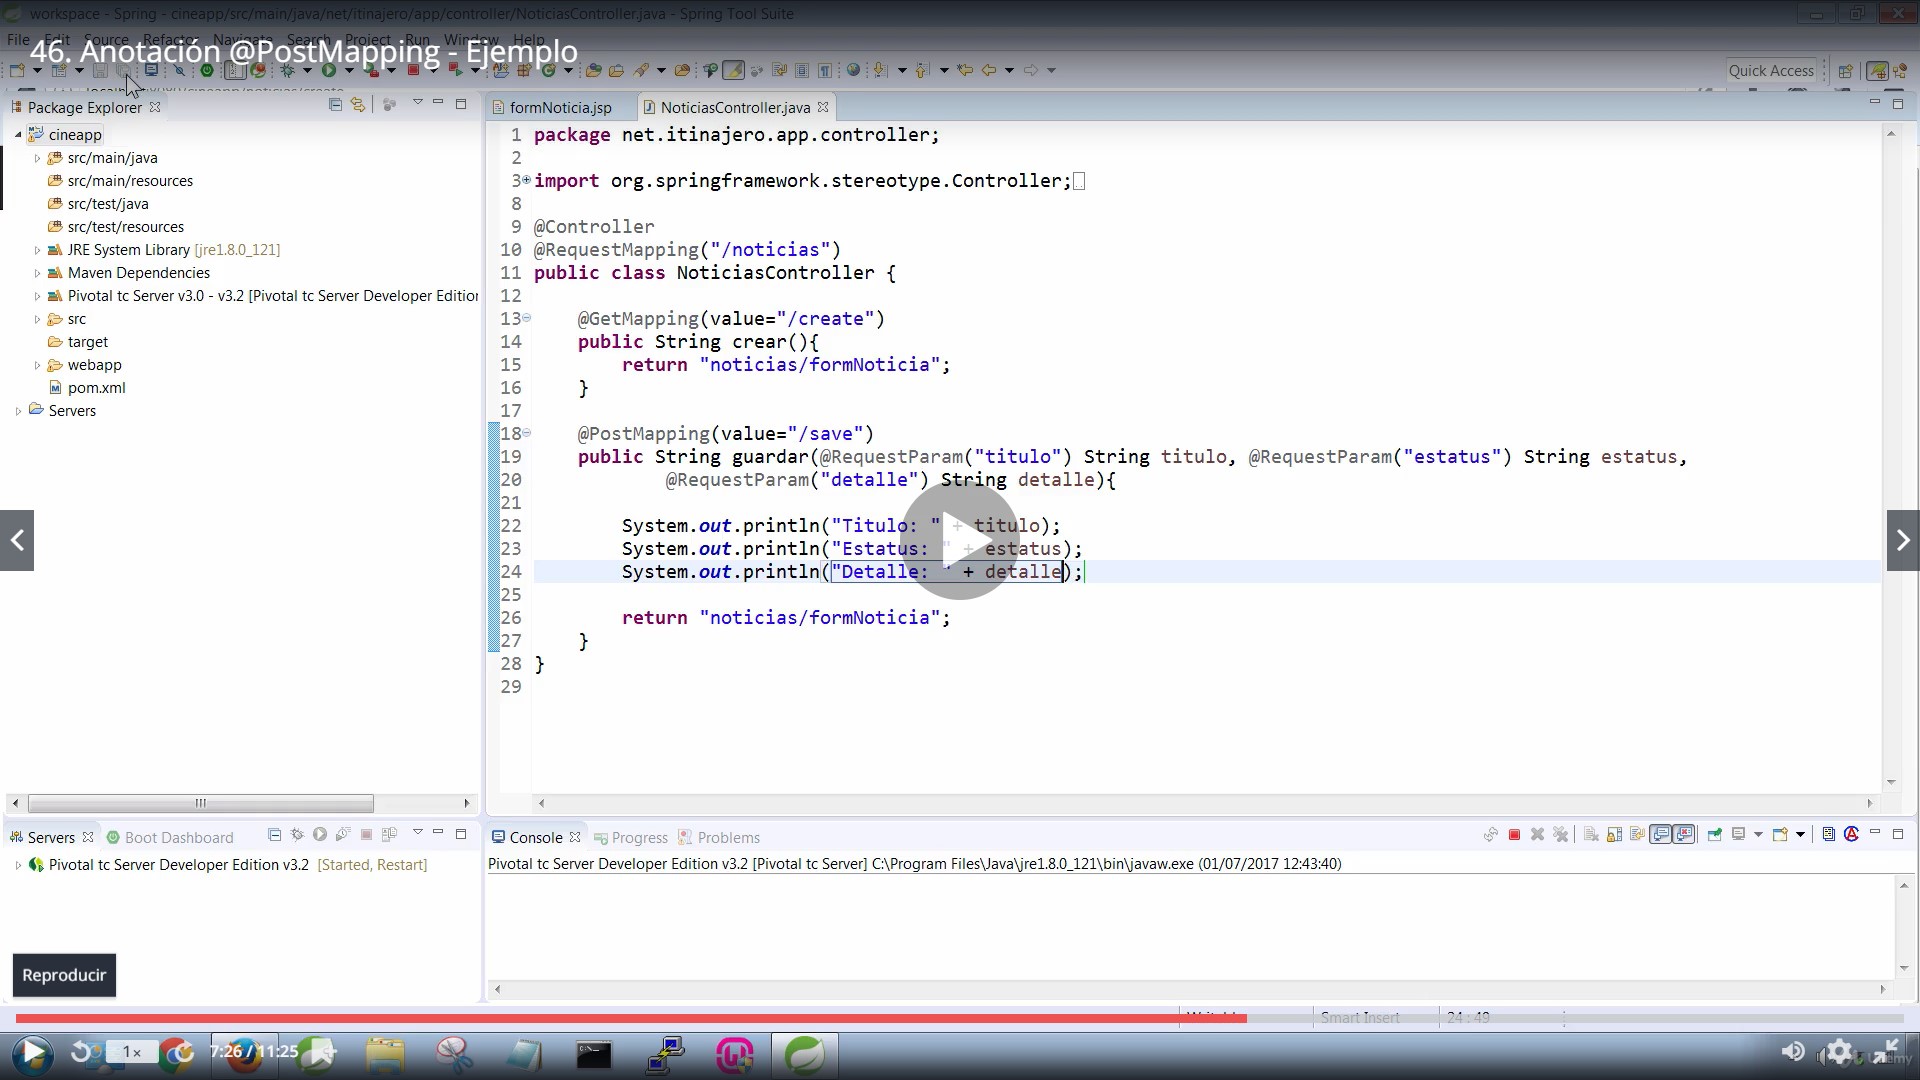 workspace - Spring - cineapp/src/main/java/net/itinajero/app/controller/NoticiasController.java - Spring Tool Suite
File Edit Source Refactor Navigate Search Project Run Window Help
46. Anotación @PostMapping - Ejemplo
Quick Access
Package Explorer
cineapp
src/main/java
src/main/resources
src/test/java
src/test/resources
JRE System Library [jre1.8.0_121]
Maven Dependencies
Pivotal tc Server v3.0 - v3.2 [Pivotal tc Server Developer Edition
src
target
webapp
pom.xml
Servers
formNoticia.jsp NoticiasController.java
1 package net.itinajero.app.controller;
2
3 import org.springframework.stereotype.Controller;
8
9 @Controller
10 @RequestMapping("/noticias")
11 public class NoticiasController {
12
13 @GetMapping(value="/create")
14 public String crear(){
15 return "noticias/formNoticia";
16 }
17
18 @PostMapping(value="/save")
19 public String guardar(@RequestParam("titulo") String titulo, @RequestParam("estatus") String estatus,
20 @RequestParam("detalle") String detalle){
21
22 System.out.println("Titulo: " + titulo);
23 System.out.println("Estatus: " + estatus);
24 System.out.println("Detalle: " + detalle);
25
26 return "noticias/formNoticia";
27 }
28 }
29
Servers Boot Dashboard
Pivotal tc Server Developer Edition v3.2 [Started, Restart]
Console Progress Problems
Pivotal tc Server Developer Edition v3.2 [Pivotal tc Server] C:\Program Files\Java\jre1.8.0_121\bin\javaw.exe (01/07/2017 12:43:40)
Reproducir
Smart Insert 24 : 49
1x 7:26 / 11:25